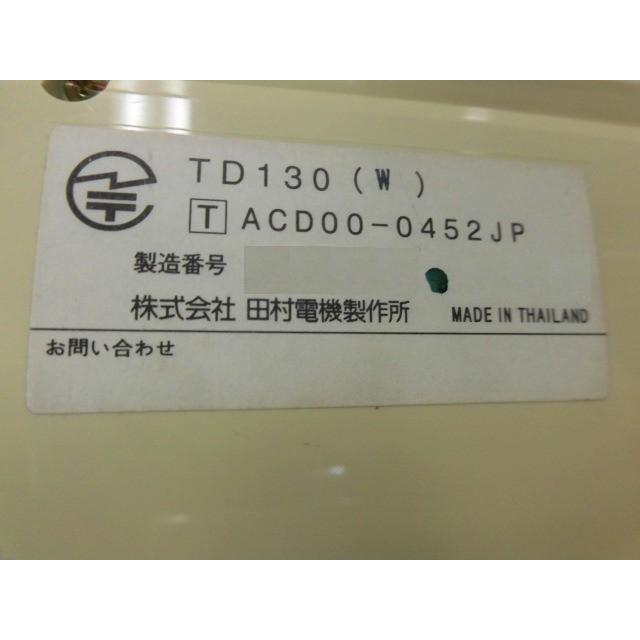 TD130(W)
T ACD00-0452JP
製造番号
株式会社 田村電機製作所 MADE IN THAILAND
お問い合わせ